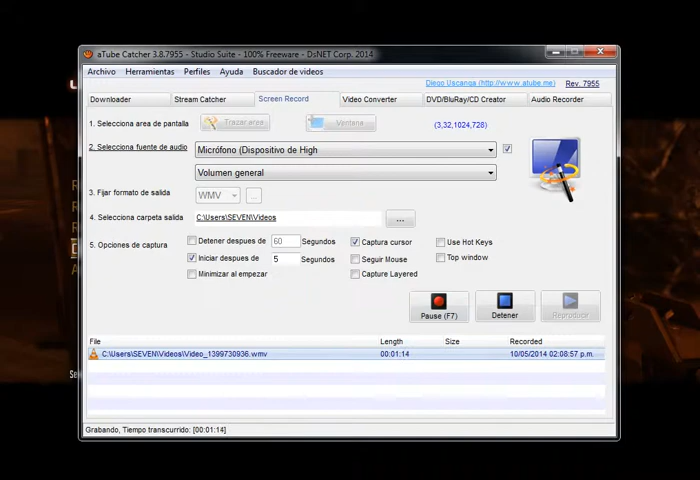 aTube Catcher 3.8.7955 - Studio Suite - 100% Freeware - DsNET Corp. 2014
Archivo Herramientas Perfiles Ayuda Buscador de videos
Diego Uscanga (http://www.atube.me) Rev. 7955
Downloader Stream Catcher Screen Record Video Converter DVD/BluRay/CD Creator Audio Recorder
1. Selecciona area de pantalla Trazar area Ventana (3,32,1024,728)
2. Selecciona fuente de audio Micrófono (Dispositivo de High
Volumen general
3. Fijar formato de salida WMV ...
4. Selecciona carpeta salida C:\Users\SEVEN\Videos ...
5. Opciones de captura Detener despues de 60 Segundos Captura cursor Use Hot Keys
Iniciar despues de 5 Segundos Seguir Mouse Top window
Minimizar al empezar Capture Layered
Pause (F7) Detener Reproducir
File Length Size Recorded
C:\Users\SEVEN\Videos\Video_1399730936.wmv 00:01:14 10/05/2014 02:08:57 p.m.
Grabando, Tiempo transcurrido: [00:01:14]